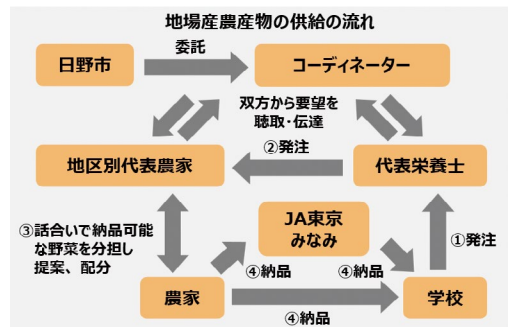 地場産農産物の供給の流れ
日野市
委託
コーディネーター
双方から要望を
聴取・伝達
地区別代表農家
②発注
代表栄養士
③話合いで納品可能
な野菜を分担し
提案、配分
JA東京
みなみ
①発注
④納品
④納品
農家
学校
④納品